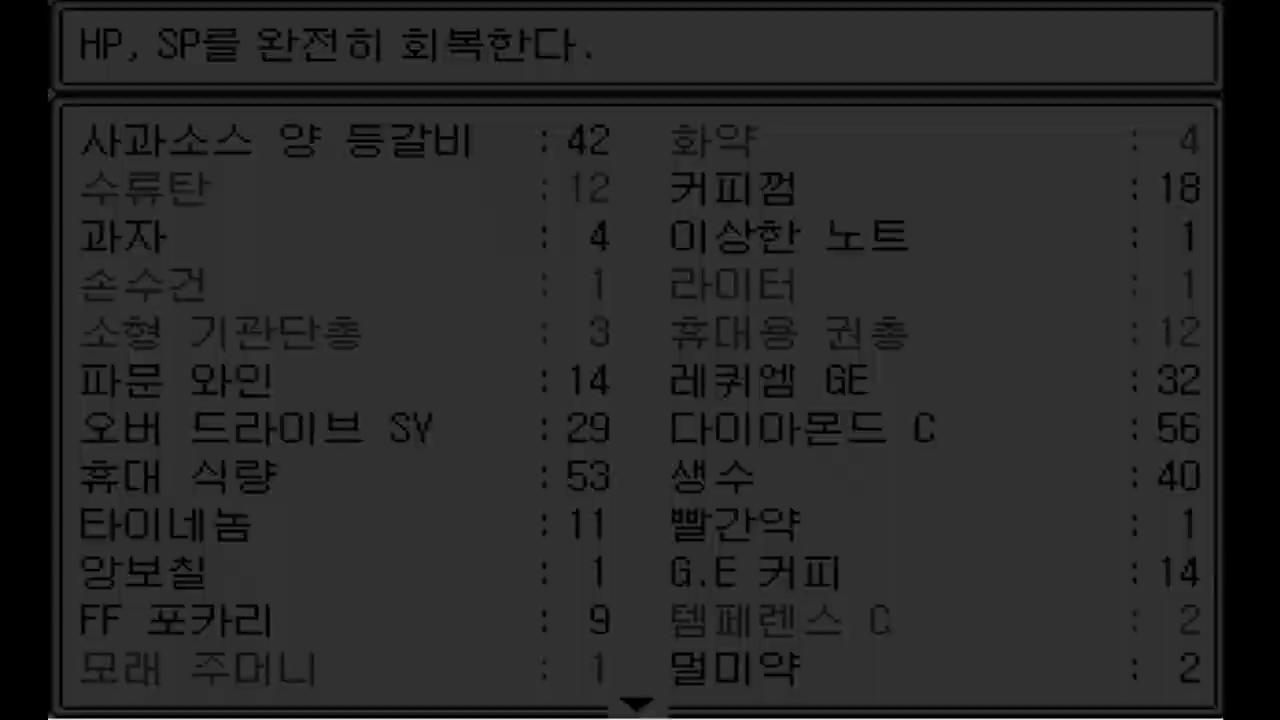 HP, SP를 완전히 회복한다.
사과소스 양 등갈비 : 42 화약 : 4
수류탄 : 12 커피껌 : 18
과자 : 4 이상한 노트 : 1
손수건 : 1 라이터 : 1
소형 기관단총 : 3 휴대용 권총 : 12
파문 와인 : 14 레퀴엠 GE : 32
오버 드라이브 SV : 29 다이아몬드 C : 56
휴대 식량 : 53 생수 : 40
타이네놈 : 11 빨간약 : 1
앙보칠 : 1 G.E 커피 : 14
FF 포카리 : 9 템페렌스 Q : 2
모래 주머니 : 1 멀미약 : 2